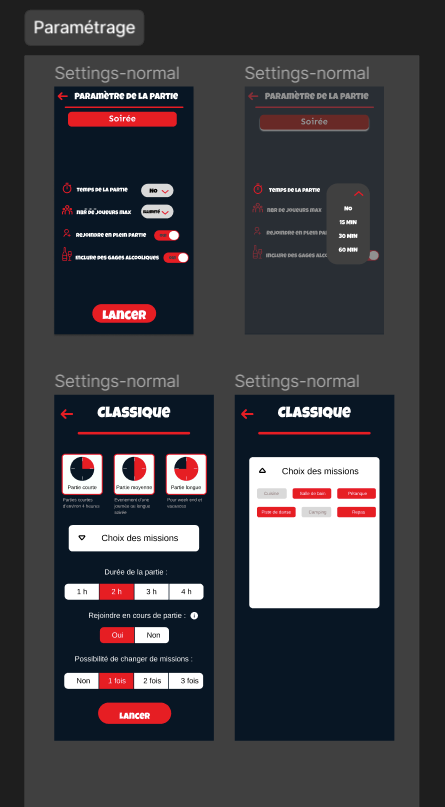 Paramétrage
Settings-normal
PARAMÈTRE DE LA PARTIE
Soirée
TEMPS DE LA PARTIE
NO
NBR DE JOUEURS MAX
REJOINDRE EN PLEIN PARTIE
INCLURE DES GAGES ALCOOLIQUES
LANCER
Settings-normal
PARAMÈTRE DE LA PARTIE
Soirée
TEMPS DE LA PARTIE
NBR DE JOUEURS MAX
REJOINDRE EN PLEIN PAR
INCLURE DES GAGES ALCO
NO
15 MIN
30 MIN
60 MIN
Settings-normal
CLASSIQUE
Partie courte
Partie moyenne
Partie longue
Parties courtes
d'environ 4 heures
Evenement d'une
journée ou longue
soirée
Pour week end et
vacance
Choix des missions
Durée de la partie :
1 h
2 h
3 h
4 h
Rejoindre en cours de partie :
Oui
Non
Possibilité de changer de missions :
Non
1 fois
2 fois
3 fois
LANCER
Settings-normal
CLASSIQUE
Choix des missions
Cuisine
Salle de bain
Pétanque
Piste de danse
Camping
Repas